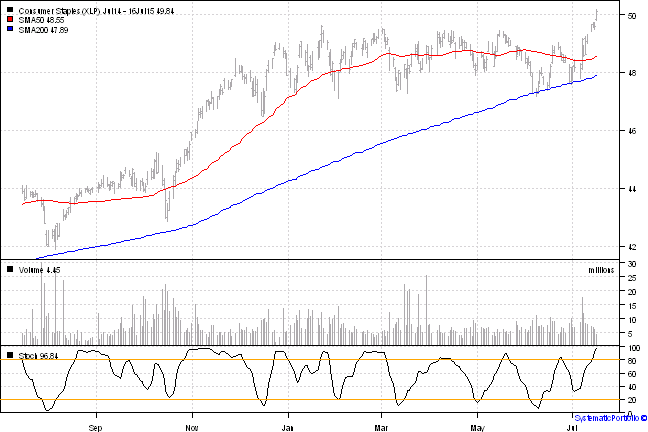 Consumer Staples (XLP) Jul14 - 16Jul15 49.84
SMA50 48.55
SMA200 47.89
50
48
46
44
42
Volume 4.45
millions
30
25
20
15
10
5
Stoch 96.84
100
80
60
40
20
0
Sep
Nov
Jan
Mar
May
Jul
SystematicPortfolio ©